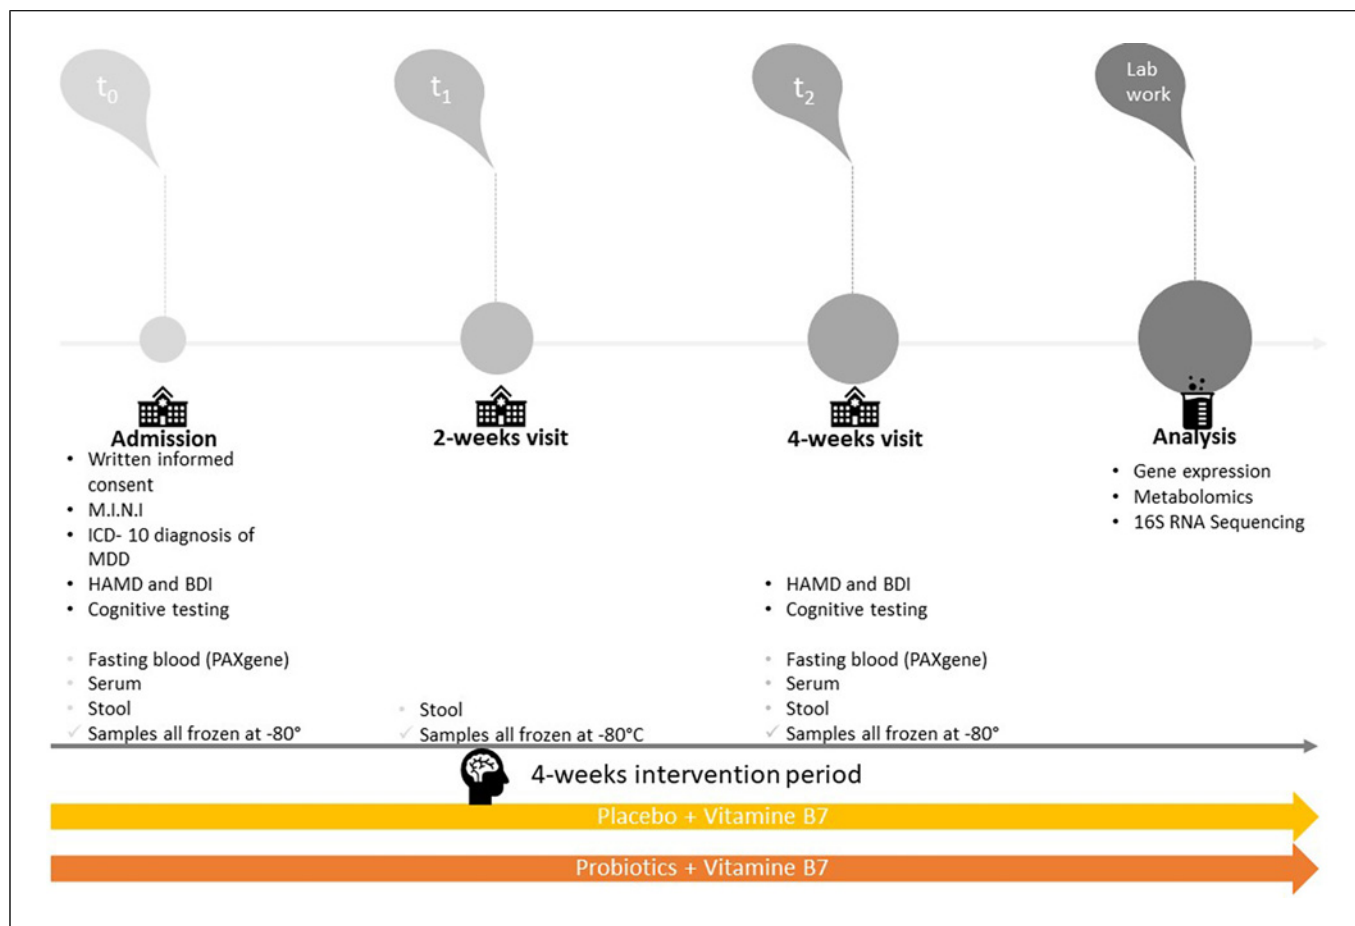 t0
t1
t2
Lab
work
Admission
2-weeks visit
4-weeks visit
Analysis
• Written informed
consent
• M.I.N.I
• ICD- 10 diagnosis of
MDD
• HAMD and BDI
• Cognitive testing
• Fasting blood (PAXgene)
• Serum
• Stool
✓ Samples all frozen at -80°
• Stool
✓ Samples all frozen at -80°C
• HAMD and BDI
• Cognitive testing
• Fasting blood (PAXgene)
• Serum
• Stool
✓ Samples all frozen at -80°
• Gene expression
• Metabolomics
• 16S RNA Sequencing
4-weeks intervention period
Placebo + Vitamine B7
Probiotics + Vitamine B7